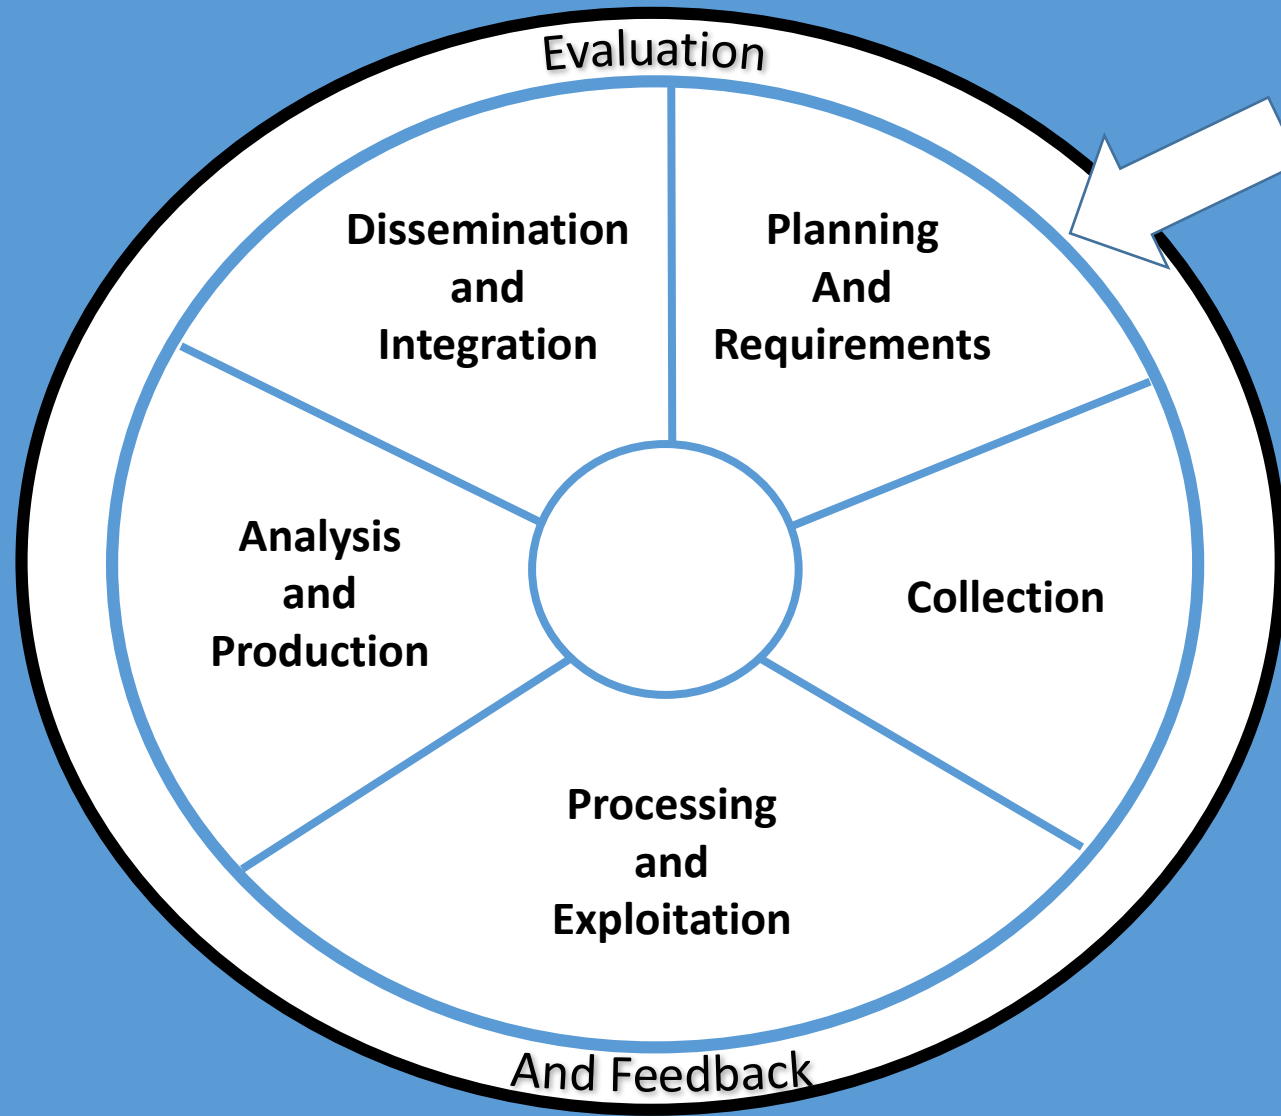 Evaluation
Dissemination
and
Integration
Planning
And
Requirements
Analysis
and
Production
Collection
Processing
and
Exploitation
And Feedback